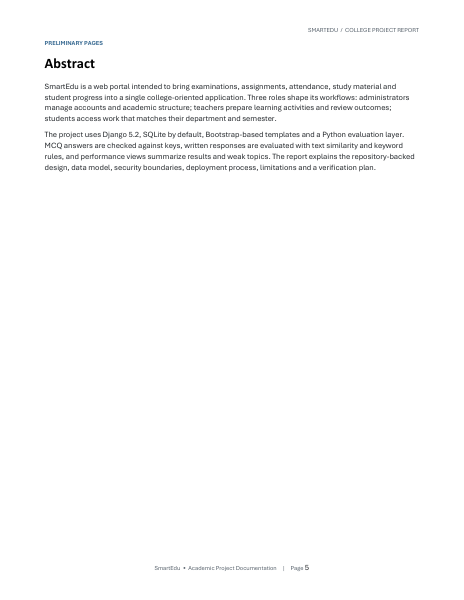 SMARTEDU / COLLEGE PROJECT REPORT
PRELIMINARY PAGES
Abstract
SmartEdu is a web portal intended to bring examinations, assignments, attendance, study material and
student progress into a single college-oriented application. Three roles shape its workflows: administrators
manage accounts and academic structure; teachers prepare learning activities and review outcomes;
students access work that matches their department and semester.
The project uses Django 5.2, SQLite by default, Bootstrap-based templates and a Python evaluation layer.
MCQ answers are checked against keys, written responses are evaluated with text similarity and keyword
rules, and performance views summarize results and weak topics. The report explains the repository-backed
design, data model, security boundaries, deployment process, limitations and a verification plan.
SmartEdu • Academic Project Documentation | Page 5